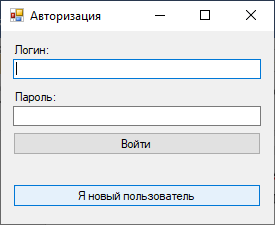 Авторизация
Логин:
Пароль:
Войти
Я новый пользователь